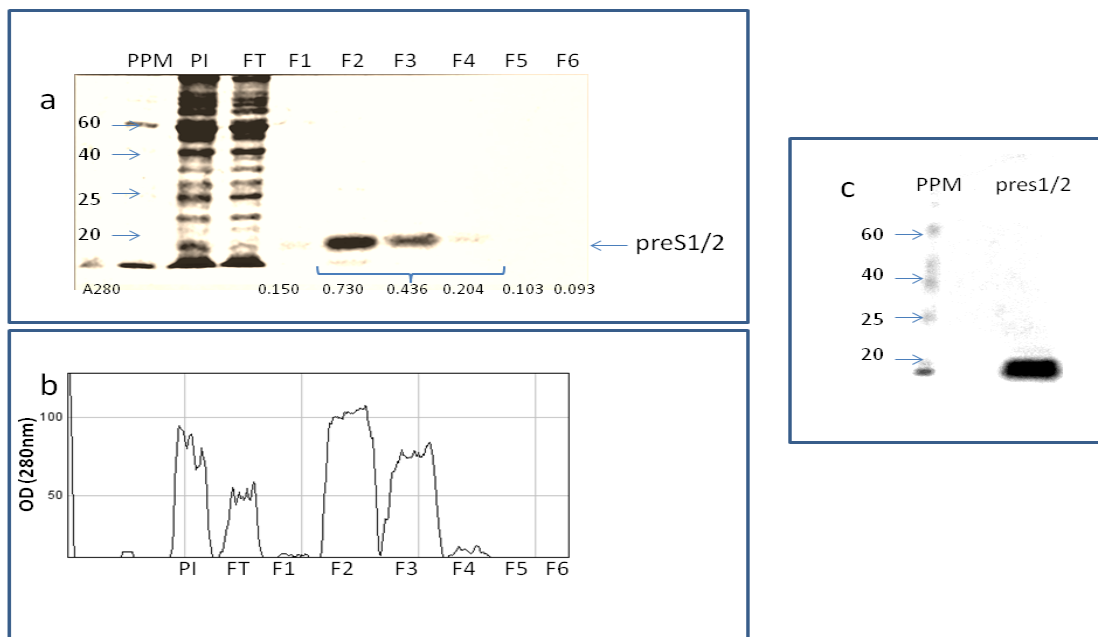 PPM PI FT F1 F2 F3 F4 F5 F6
a
60
40
25
20
preS1/2
A280 0.150 0.730 0.436 0.204 0.103 0.093
b
100
50
OD (280nm)
PI FT F1 F2 F3 F4 F5 F6
c
PPM pres1/2
60
40
25
20